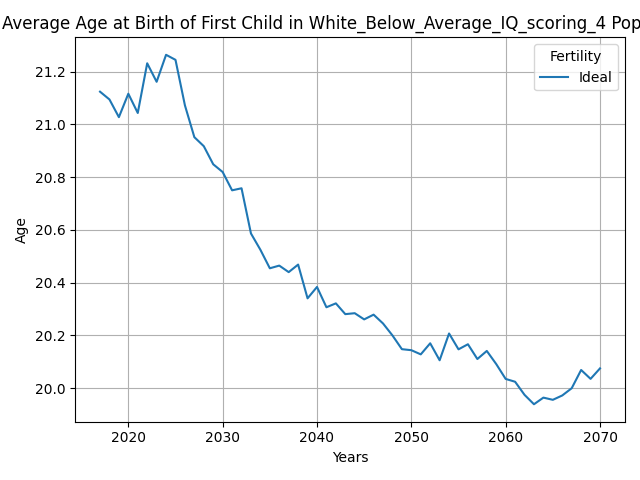 Average Age at Birth of First Child in White_Below_Average_IQ_scoring_4 Pop
Fertility
Ideal
21.2
21.0
20.8
20.6
20.4
20.2
20.0
Age
2020 2030 2040 2050 2060 2070
Years